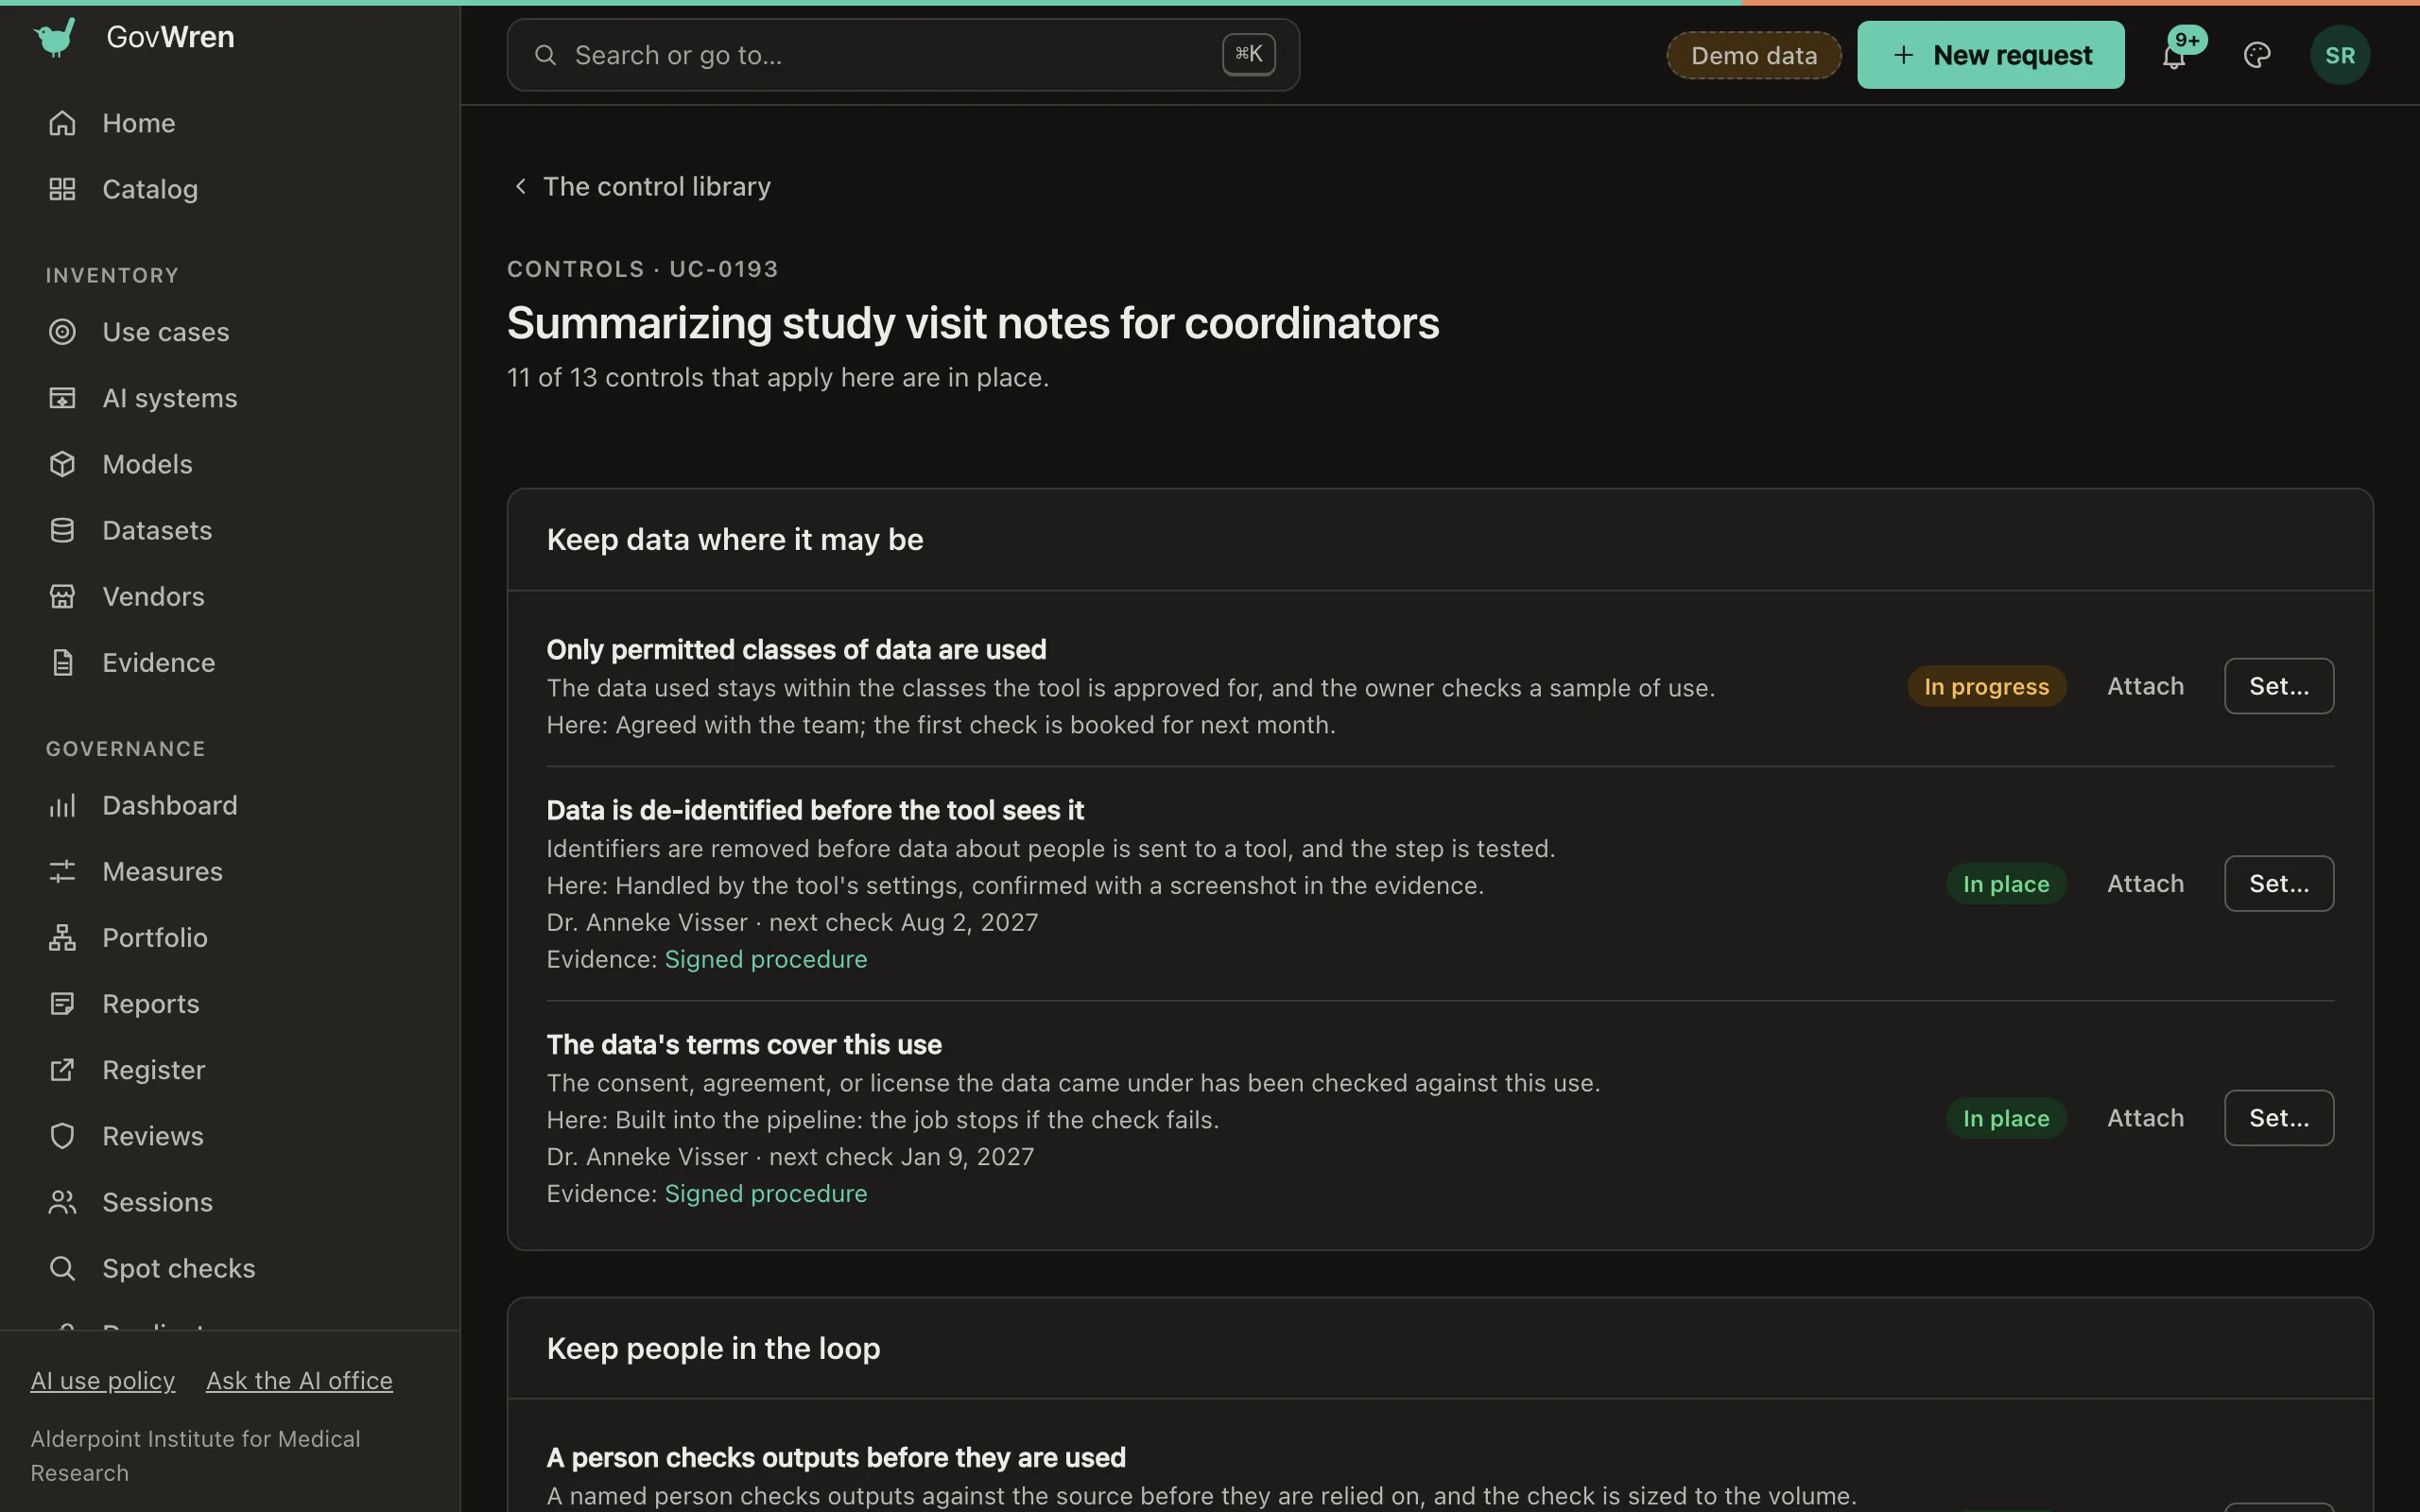 GovWren
Search or go to...
⌘K
Demo data
+ New request
9+
SR
Home
Catalog
INVENTORY
Use cases
AI systems
Models
Datasets
Vendors
Evidence
GOVERNANCE
Dashboard
Measures
Portfolio
Reports
Register
Reviews
Sessions
Spot checks
AI use policy
Ask the AI office
Alderpoint Institute for Medical
Research
The control library
CONTROLS · UC-0193
Summarizing study visit notes for coordinators
11 of 13 controls that apply here are in place.
Keep data where it may be
Only permitted classes of data are used
The data used stays within the classes the tool is approved for, and the owner checks a sample of use.
Here: Agreed with the team; the first check is booked for next month.
In progress
Attach
Set...
Data is de-identified before the tool sees it
Identifiers are removed before data about people is sent to a tool, and the step is tested.
Here: Handled by the tool's settings, confirmed with a screenshot in the evidence.
Dr. Anneke Visser · next check Aug 2, 2027
Evidence: Signed procedure
In place
Attach
Set...
The data's terms cover this use
The consent, agreement, or license the data came under has been checked against this use.
Here: Built into the pipeline: the job stops if the check fails.
Dr. Anneke Visser · next check Jan 9, 2027
Evidence: Signed procedure
In place
Attach
Set...
Keep people in the loop
A person checks outputs before they are used
A named person checks outputs against the source before they are relied on, and the check is sized to the volume.